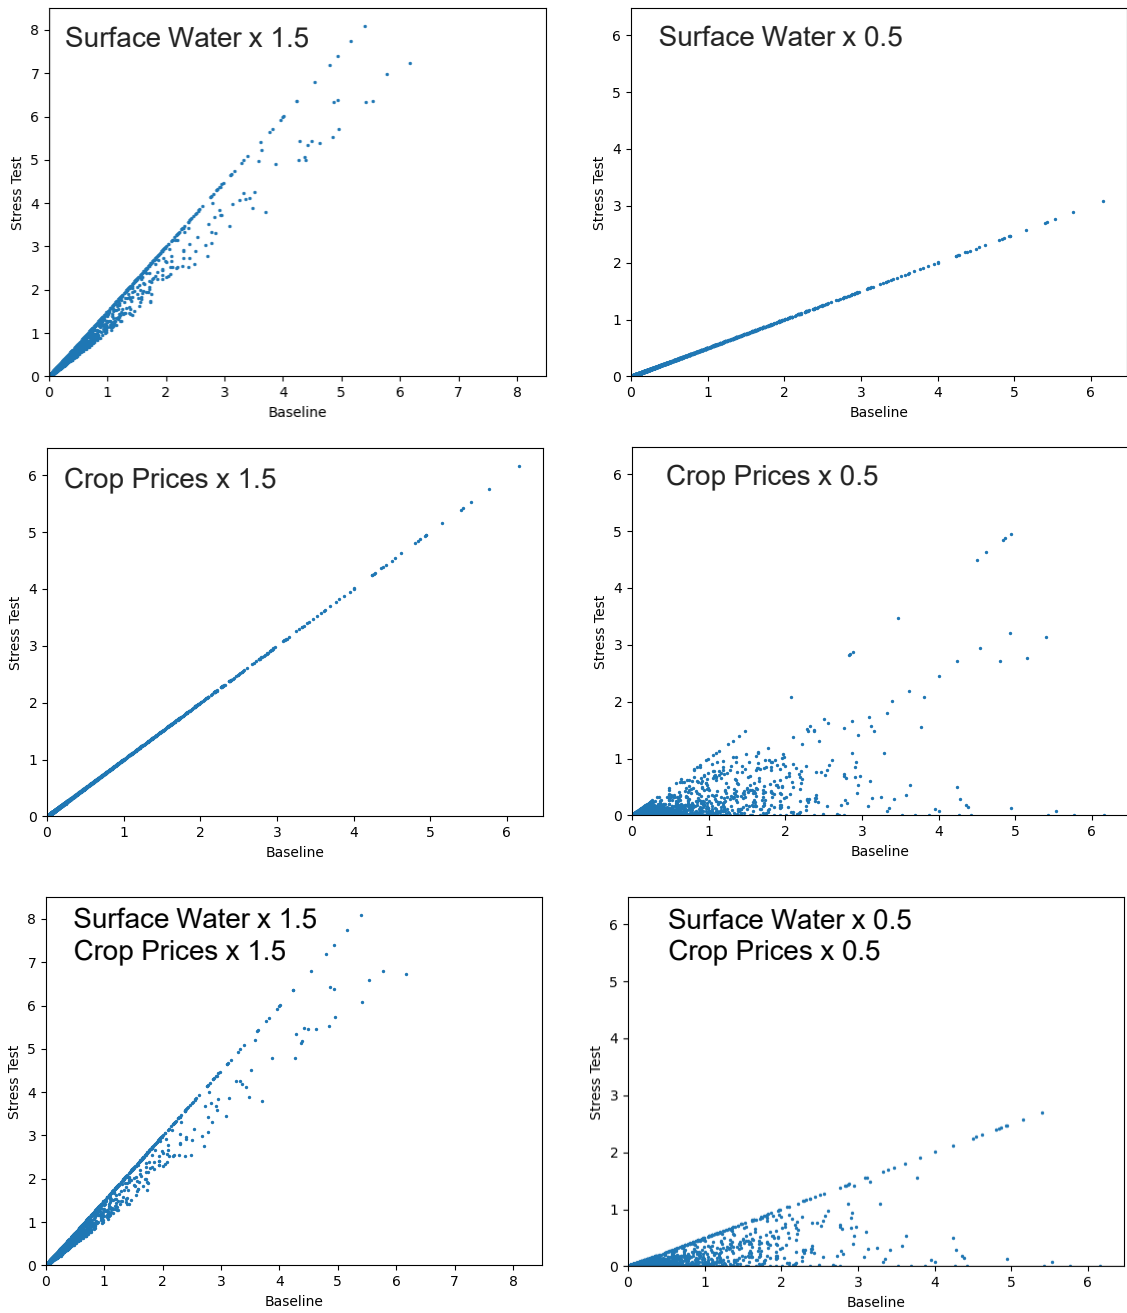 Surface Water x 1.5
8
7
6
5
4
3
2
1
0
Stress Test
0 1 2 3 4 5 6 7 8
Baseline
Surface Water x 0.5
6
5
4
3
2
1
0
Stress Test
0 1 2 3 4 5 6
Baseline
Crop Prices x 1.5
6
5
4
3
2
1
0
Stress Test
0 1 2 3 4 5 6
Baseline
Crop Prices x 0.5
6
5
4
3
2
1
0
Stress Test
0 1 2 3 4 5 6
Baseline
Surface Water x 1.5
Crop Prices x 1.5
8
7
6
5
4
3
2
1
0
Stress Test
0 1 2 3 4 5 6 7 8
Baseline
Surface Water x 0.5
Crop Prices x 0.5
6
5
4
3
2
1
0
Stress Test
0 1 2 3 4 5 6
Baseline